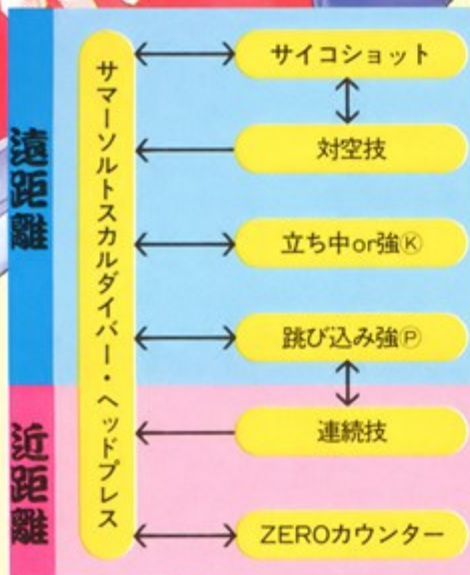 遠距離
サマーソルトスカルダイバー・ヘッドプレス
サイコショット
対空技
立ち中or強Ⓚ
跳び込み強Ⓟ
近距離
連続技
ZEROカウンター